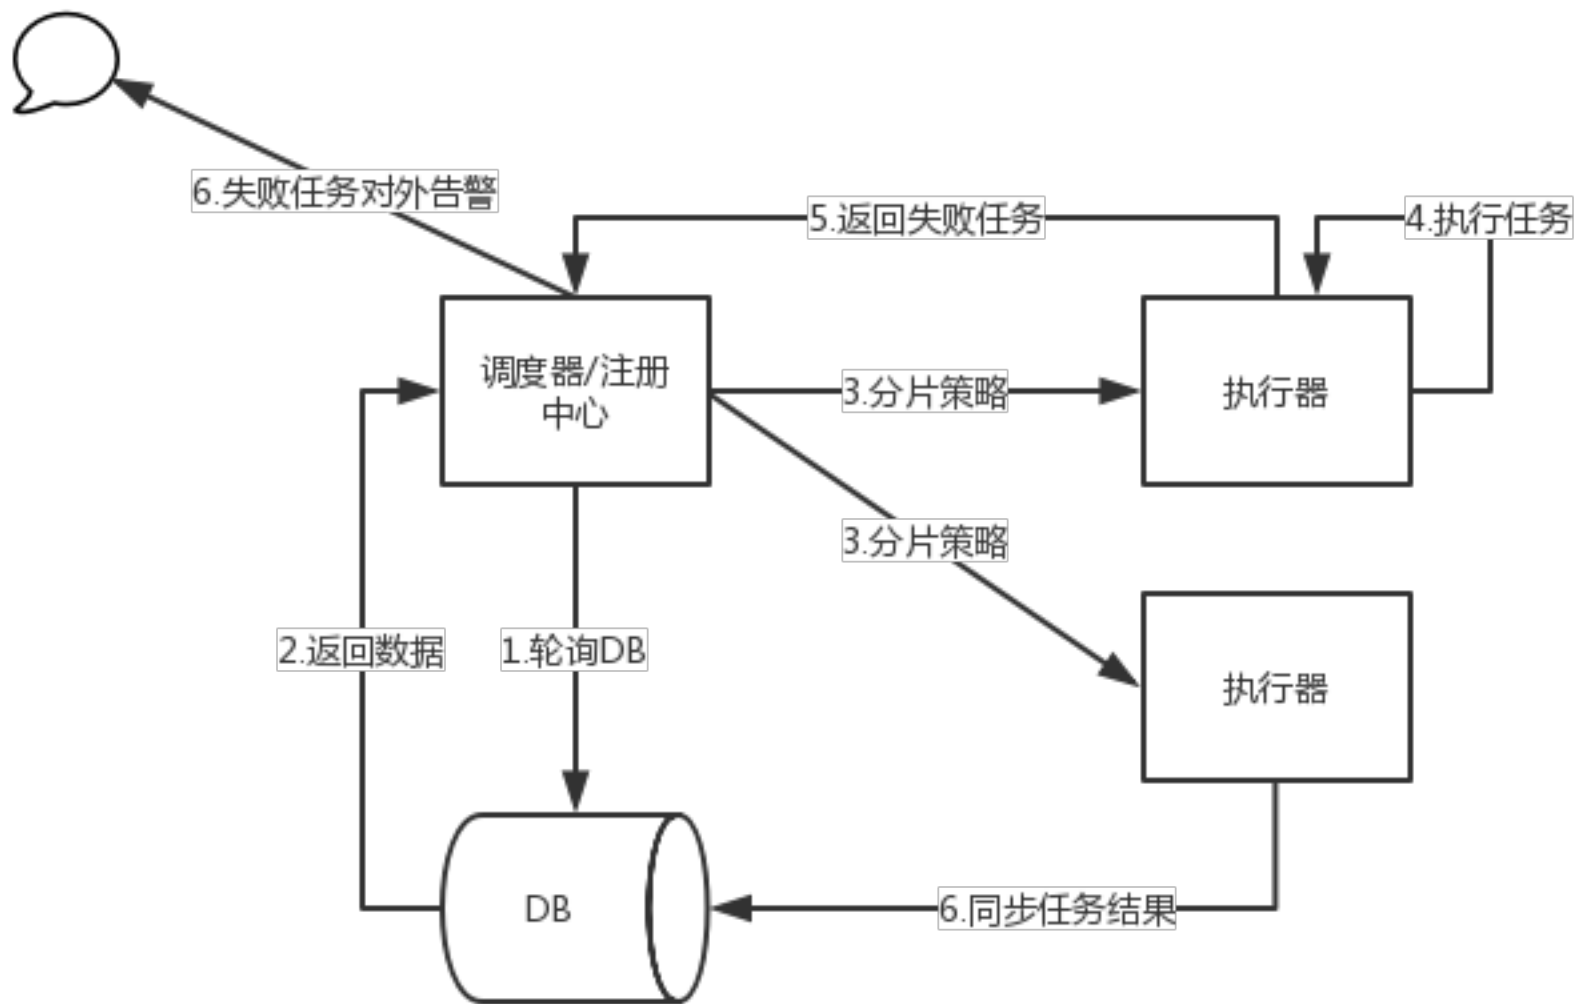 6.失败任务对外告警
5.返回失败任务
4.执行任务
调度器/注册
中心
3.分片策略
执行器
3.分片策略
2.返回数据
1.轮询DB
执行器
DB
6.同步任务结果